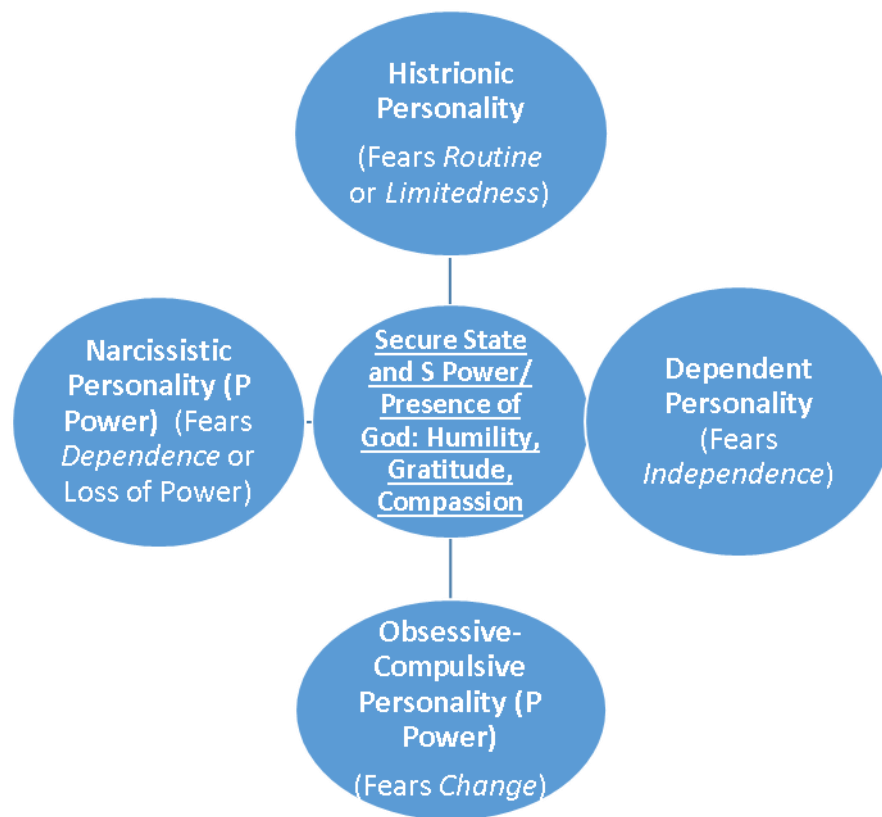 Histrionic
Personality
(Fears Routine
or Limitedness)
Narcissistic
Personality (P
Power) (Fears
Dependence or
Loss of Power)
Secure State
and S Power/
Presence of
God: Humility,
Gratitude,
Compassion
Dependent
Personality
(Fears
Independence)
Obsessive-
Compulsive
Personality (P
Power)
(Fears Change)